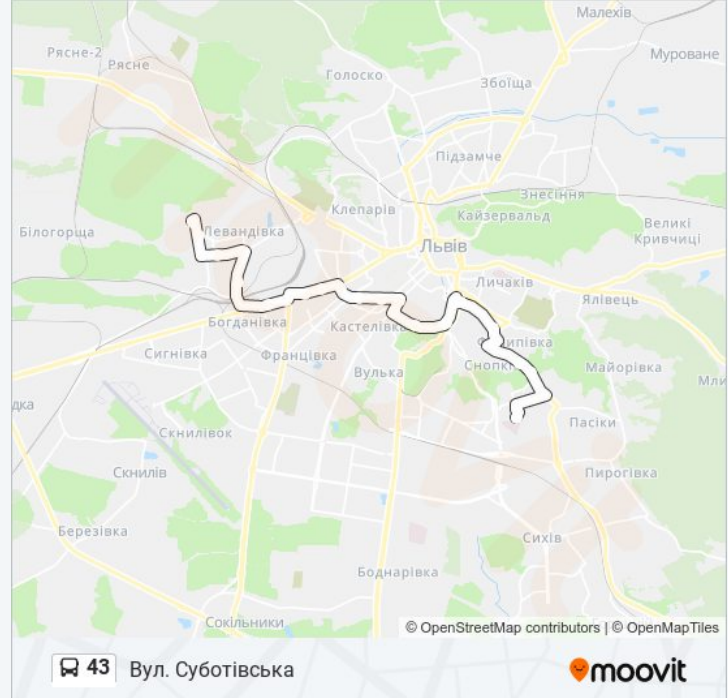 Малехів
Рясне-2
Рясне
Муроване
Голоско
Збоїща
Підзамче
Знесіння
Клепарів
Кайзервальд
Великі
Кривчиці
Білогорща
Левандівка
Львів
Личаків
Ялівець
Богданівка
Кастелівка
Сигнівка
Францівка
Вулька
Майорівка
Пасіки
Скнилівок
Скнилів
Пирогівка
Березівка
Сихів
Боднарівка
Сокільники
© OpenStreetMap contributors | © OpenMapTiles
43 Вул. Суботівська
moovit